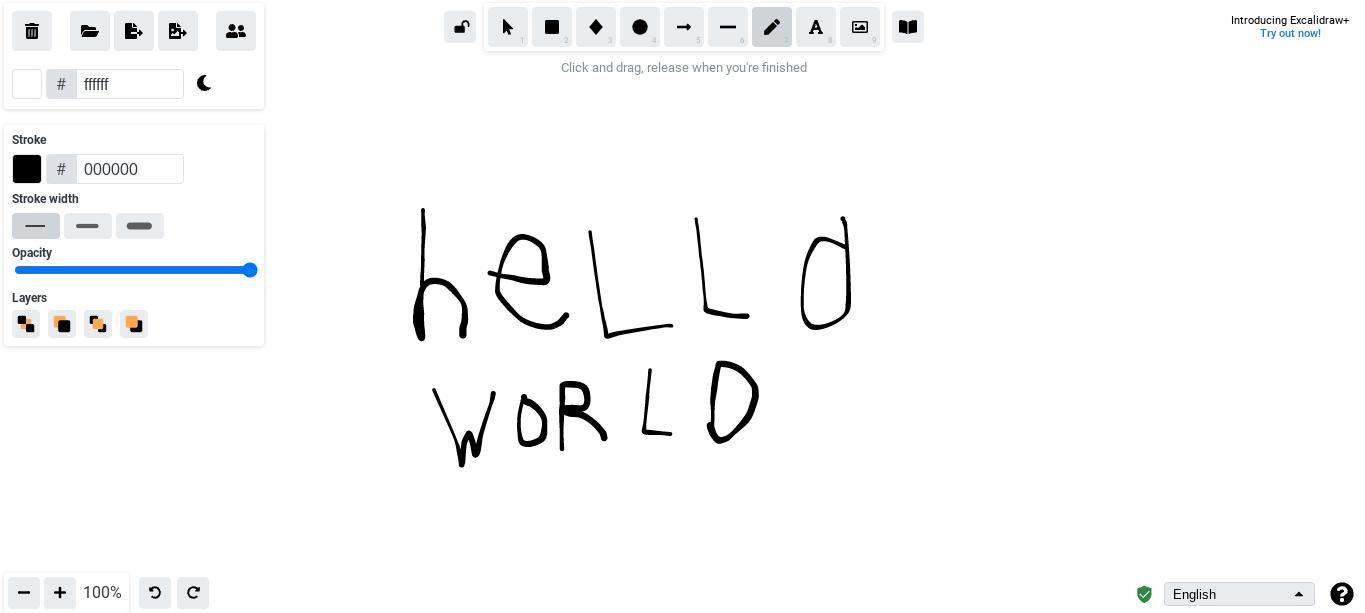 Introducing Excalidraw+
Try out now!
1 2 3 4 5 6 7 8 9
A
Click and drag, release when you're finished
# ffffff
Stroke
# 000000
Stroke width
Opacity
Layers
heLLO
WORLD
100%
English